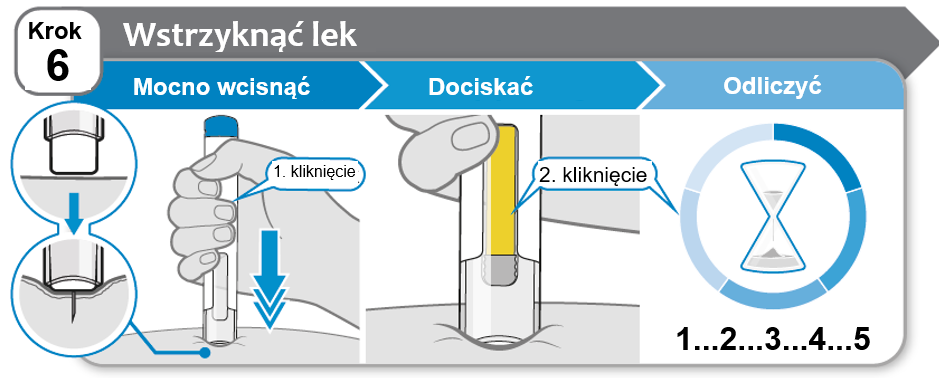 Krok
6
Wstrzyknąć lek
Mocno wcisnąć
Dociskać
Odliczyć
1. kliknięcie
2. kliknięcie
1...2...3...4...5